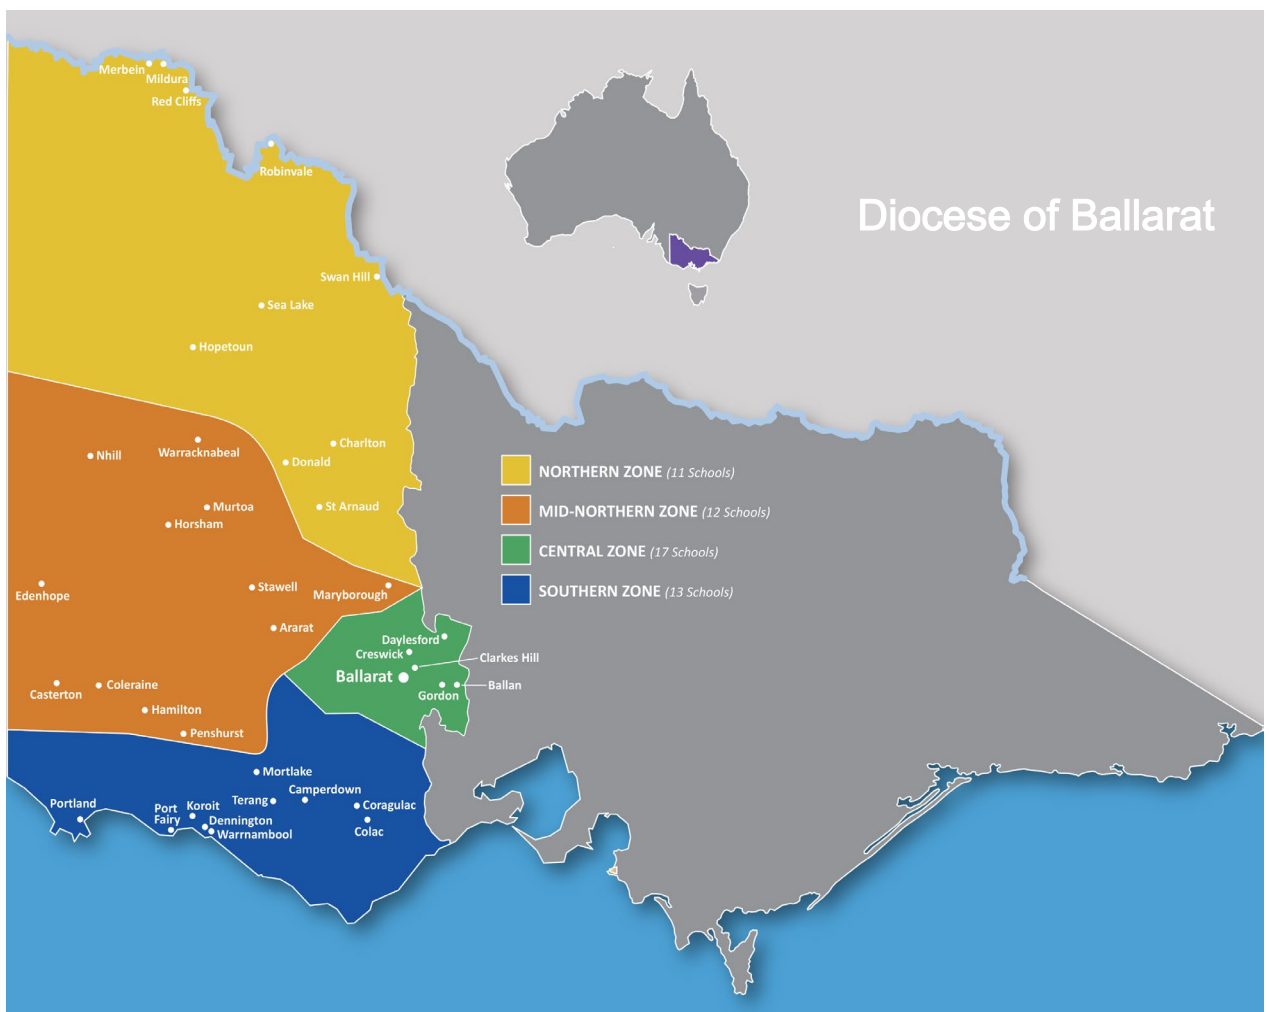 Merbein
Mildura
Red Cliffs
Robinvale
Diocese of Ballarat
Swan Hill
Sea Lake
Hopetoun
Charlton
Warracknabeal
Nhill
Donald
NORTHERN ZONE (11 Schools)
Murtoa
St Arnaud
MID-NORTHERN ZONE (12 Schools)
Horsham
CENTRAL ZONE (17 Schools)
Stawell
Maryborough
Edenhope
SOUTHERN ZONE (13 Schools)
Ararat
Daylesford
Creswick
Clarkes Hill
Ballarat
Coleraine
Casterton
Gordon
Ballan
Hamilton
Penshurst
Mortlake
Camperdown
Terang
Portland
Koroit
Coragulac
Port
Fairy
Dennington
Warrnambool
Colac